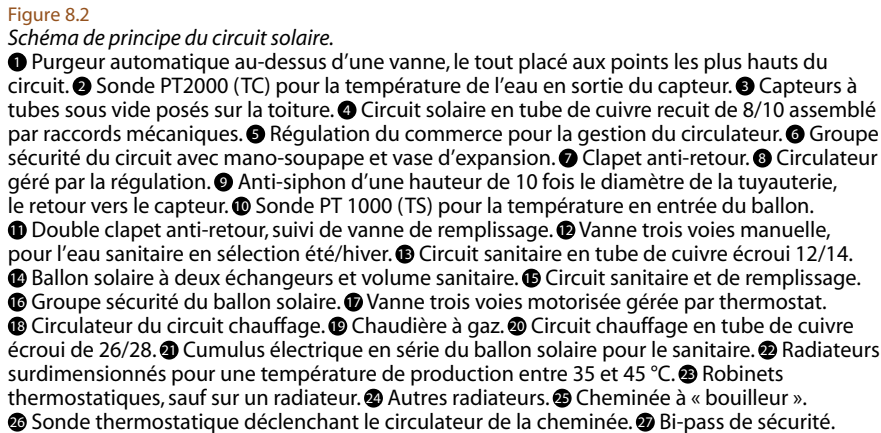 Figure 8.2
Schéma de principe du circuit solaire.
❶ Purgeur automatique au-dessus d’une vanne, le tout placé aux points les plus hauts du
circuit. ❷ Sonde PT2000 (TC) pour la température de l’eau en sortie du capteur. ❸ Capteurs à
tubes sous vide posés sur la toiture. ❹ Circuit solaire en tube de cuivre recuit de 8/10 assemblé
par raccords mécaniques. ❺ Régulation du commerce pour la gestion du circulateur. ❻ Groupe
sécurité du circuit avec mano-soupape et vase d’expansion. ❼ Clapet anti-retour. ❽ Circulateur
géré par la régulation. ❾ Anti-siphon d’une hauteur de 10 fois le diamètre de la tuyauterie,
le retour vers le capteur. ❿ Sonde PT 1000 (TS) pour la température en entrée du ballon.
⓫ Double clapet anti-retour, suivi de vanne de remplissage. ⓬ Vanne trois voies manuelle,
pour l’eau sanitaire en sélection été/hiver. ⓭ Circuit sanitaire en tube de cuivre écroui 12/14.
⓮ Ballon solaire à deux échangeurs et volume sanitaire. ⓯ Circuit sanitaire et de remplissage.
⓰ Groupe sécurité du ballon solaire. ⓱ Vanne trois voies motorisée gérée par thermostat.
⓲ Circulateur du circuit chauffage. ⓳ Chaudière à gaz. ⓴ Circuit chauffage en tube de cuivre
écroui de 26/28. ㉑ Cumulus électrique en série du ballon solaire pour le sanitaire. ㉒ Radiateurs
surdimensionnés pour une température de production entre 35 et 45 °C. ㉓ Robinets
thermostatiques, sauf sur un radiateur. ㉔ Autres radiateurs. ㉕ Cheminée à « bouilleur ».
㉖ Sonde thermostatique déclenchant le circulateur de la cheminée. ㉗ Bi-pass de sécurité.